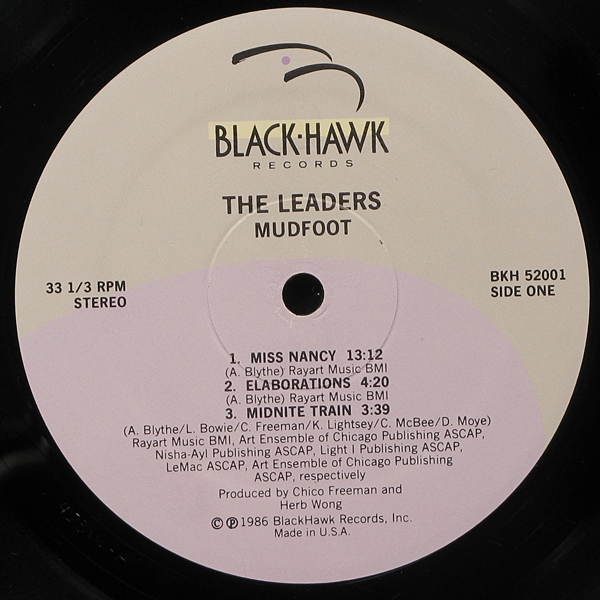 BLACK·HAWK
RECORDS
THE LEADERS
MUDFOOT
33 1/3 RPM
STEREO
BKH 52001
SIDE ONE
1. MISS NANCY 13:12
(A. Blythe) Rayart Music BMI
2. ELABORATIONS 4:20
(A. Blythe) Rayart Music BMI
3. MIDNITE TRAIN 3:39
(A. Blythe/L. Bowie/C. Freeman/K. Lightsey/C. McBee/D. Moye)
Rayart Music BMI, Art Ensemble of Chicago Publishing ASCAP,
Nisha-Ayl Publishing ASCAP, Light I Publishing ASCAP,
LeMac ASCAP, Art Ensemble of Chicago Publishing
ASCAP, respectively
Produced by Chico Freeman and
Herb Wong
© ℗ 1986 BlackHawk Records, Inc.
Made in U.S.A.